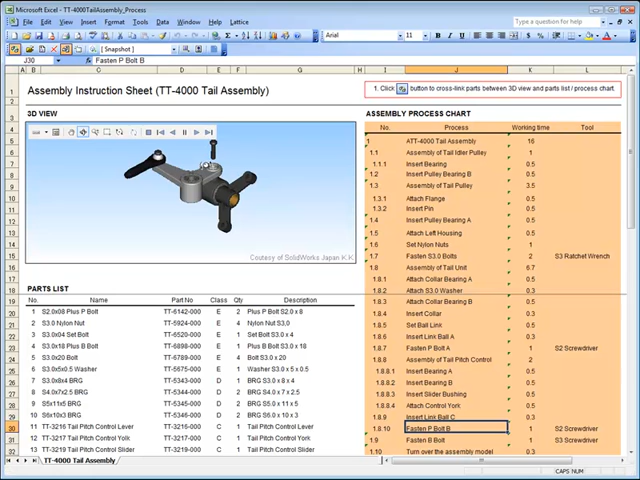 Microsoft Excel - TT-4000TailAssembly_Process
File Edit View Insert Format Tools Data Window Help Lattice
Type a question for help
Arial 11 B I U
[Snapshot]
J30 fx Fasten P Bolt B
A B C D E F G H I J K L
Assembly Instruction Sheet (TT-4000 Tail Assembly)
1. Click button to cross-link parts between 3D view and parts list / process chart.
3D VIEW
Coutesy of SolidWorks Japan K.K
ASSEMBLY PROCESS CHART
No. Process Working time Tool
1 ATT-4000 Tail Assembly 16
1.1 Assembly of Tail Idler Pulley 1
1.1.1 Insert Bearing 0.5
1.2 Insert Pulley Bearing B 0.5
1.3 Assembly of Tail Pulley 3.5
1.3.1 Attach Flange 0.5
1.3.2 Insert Pin 0.5
1.4 Insert Pulley Bearing A 0.5
1.5 Attach Left Housing 0.5
1.6 Set Nylon Nuts 1
1.7 Fasten S3.0 Bolts 2 S3 Ratchet Wrench
1.8 Assembly of Tail Unit 6.7
1.8.1 Attach Collar Bearing A 0.5
1.8.2 Attach S3.0 Washer 0.3
1.8.3 Attach Collar Bearing B 0.5
1.8.4 Insert Collar 0.5
1.8.5 Set Ball Link 0.5
1.8.6 Insert Link Ball A 0.3
1.8.7 Fasten P Bolt A 1 S2 Screwdriver
1.8.8 Assembly of Tail Pitch Control 2
1.8.8.1 Insert Bearing A 0.5
1.8.8.2 Insert Bearing B 0.5
1.8.8.3 Insert Slider Bushing 0.5
1.8.8.4 Attach Control York 0.5
1.8.9 Insert Link Ball C 0.3
1.8.10 Fasten P Bolt B 1 S2 Screwdriver
1.9 Fasten B Bolt 1 S3 Screwdriver
1.10 Turn over the assembly model 0.3
PARTS LIST
No. Name Part.No Class Qty Description
1 S2.0x08 Plus P Bolt TT-6142-000 E 2 Plus P Bolt S2.0 x 8
2 S3.0 Nylon Nut TT-5924-000 E 4 Nylon Nut S3.0
3 S3.0x04 Set Bolt TT-6134-000 E 1 Set Bolt S3.0 x 4
4 S3.0x18 Plus B Bolt TT-6898-000 E 1 Plus B Bolt S3.0 x 18
5 S3.0x20 Bolt TT-6789-000 E 4 Bolt S3.0 x 20
6 S3.0x5x0.5 Washer TT-5625-000 E 1 Washer S3.0 x 5 x 0.5
7 S3.0x8x4 BRG TT-5343-000 E 2 BRG S3.0 x 8 x 4
8 S4.0x7x2.5 BRG TT-5344-000 E 2 BRG S4.0 x 7 x 2.5
9 S5x11x5 BRG TT-5345-000 E 2 BRG S5.0 x 11 x 5
10 S6x10x3 BRG TT-5346-000 E 2 BRG S6.0 x 10 x 3
11 TT-3216 Tail Pitch Control Lever TT-3216-000 C 1 Tail Pitch Control Lever
12 TT-3217 Tail Pitch Control York TT-3217-000 D 1 Tail Pitch Control York
13 TT-3218 Tail Pitch Control Slider TT-3218-000 D 1 Tail Pitch Control Slider
TT-4000 Tail Assembly
CAPS NUM